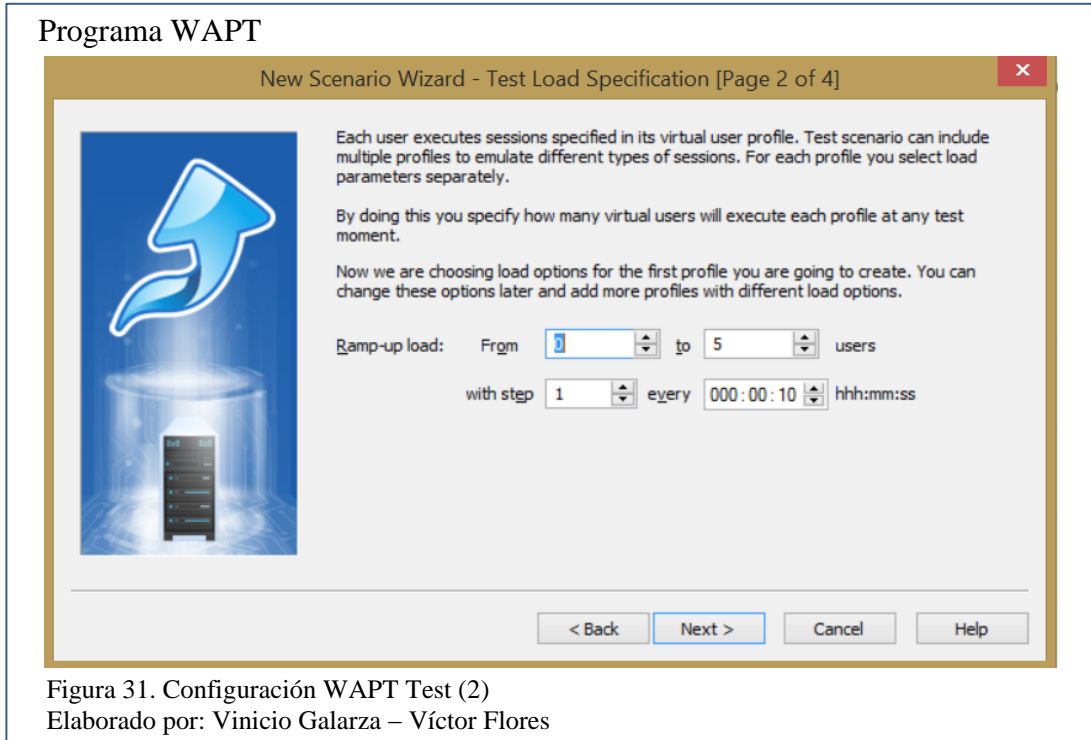 Programa WAPT
New Scenario Wizard - Test Load Specification [Page 2 of 4]
Each user executes sessions specified in its virtual user profile. Test scenario can include
multiple profiles to emulate different types of sessions. For each profile you select load
parameters separately.
By doing this you specify how many virtual users will execute each profile at any test
moment.
Now we are choosing load options for the first profile you are going to create. You can
change these options later and add more profiles with different load options.
Ramp-up load: From 0 to 5 users
with step 1 every 000:00:10 hhh:mm:ss
< Back Next > Cancel Help
Figura 31. Configuración WAPT Test (2)
Elaborado por: Vinicio Galarza – Víctor Flores